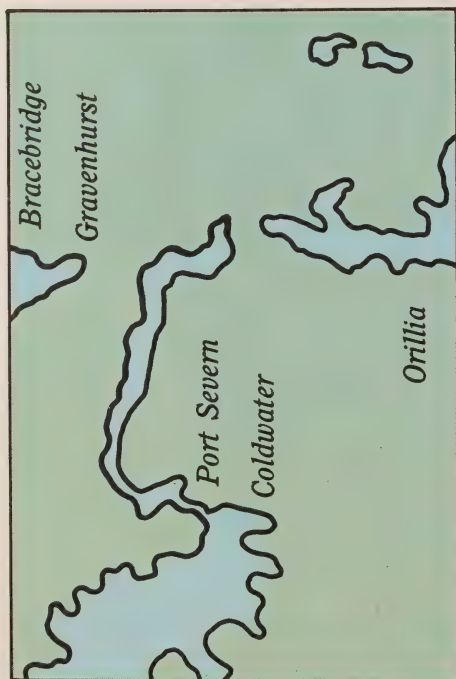 Bracebridge
Gravenhurst
Port Severn
Coldwater
Orillia